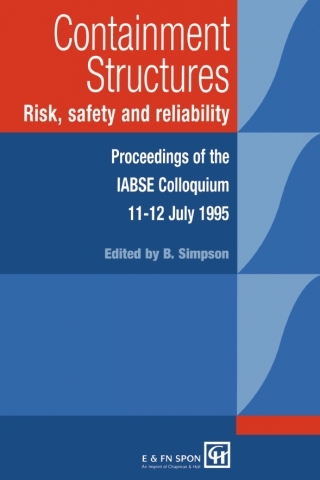 Containment
Structures
Risk, safety and reliability
Proceedings of the
IABSE Colloquium
11-12 July 1995
Edited by B. Simpson
E & FN SPON
An Imprint of Chapman & Hall
CH